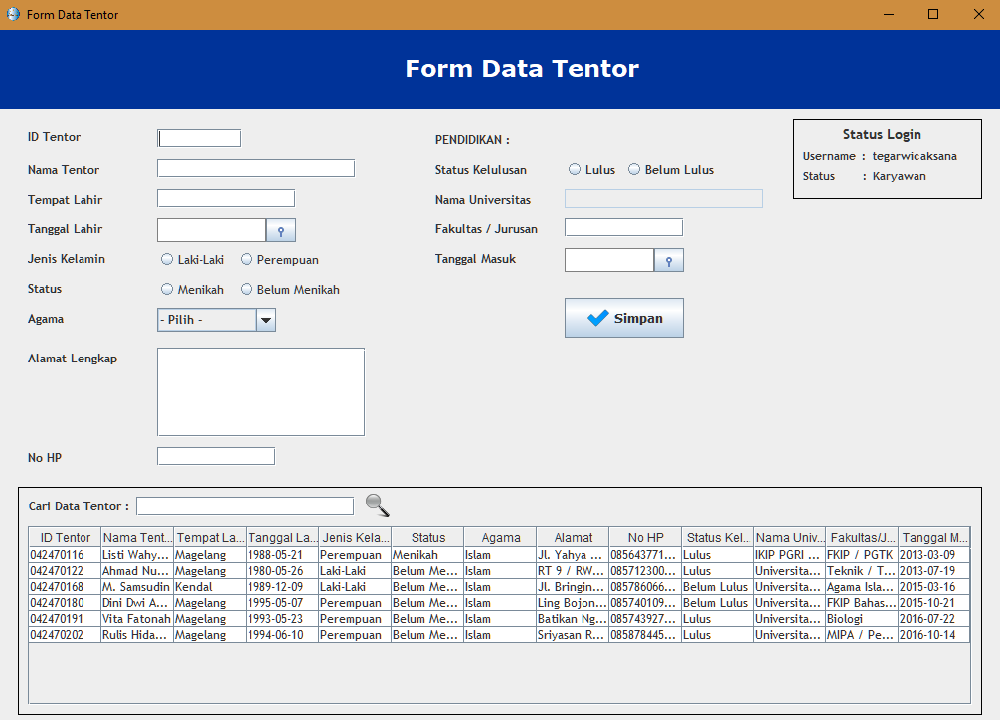 Form Data Tentor
Form Data Tentor
ID Tentor
Nama Tentor
Tempat Lahir
Tanggal Lahir
Jenis Kelamin Laki-Laki Perempuan
Status Menikah Belum Menikah
Agama - Pilih -
Alamat Lengkap
No HP
PENDIDIKAN :
Status Kelulusan Lulus Belum Lulus
Nama Universitas
Fakultas / Jurusan
Tanggal Masuk
Simpan
Status Login
Username : tegarwicaksana
Status : Karyawan
Cari Data Tentor :
ID Tentor Nama Tent... Tempat La... Tanggal La... Jenis Kela... Status Agama Alamat No HP Status Kel... Nama Univ... Fakultas/J... Tanggal M...
042470116 Listi Wahy... Magelang 1988-05-21 Perempuan Menikah Islam Jl. Yahya ... 085643771... Lulus IKIP PGRI ... FKIP / PGTK 2013-03-09
042470122 Ahmad Nu... Magelang 1980-05-26 Laki-Laki Belum Me... Islam RT 9 / RW... 085712300... Lulus Universita... Teknik / T... 2013-07-19
042470168 M. Samsudin Kendal 1989-12-09 Laki-Laki Belum Me... Islam Jl. Bringin... 085786066... Belum Lulus Universita... Agama Isla... 2015-03-16
042470180 Dini Dwi A... Magelang 1995-05-07 Perempuan Belum Me... Islam Ling Bojon... 085740109... Belum Lulus Universita... FKIP Bahas... 2015-10-21
042470191 Vita Fatonah Magelang 1993-05-23 Perempuan Belum Me... Islam Batikan Ng... 085743927... Lulus Universita... Biologi 2016-07-22
042470202 Rulis Hida... Magelang 1994-06-10 Perempuan Belum Me... Islam Sriyasan R... 085878445... Lulus Universita... MIPA / Pe... 2016-10-14